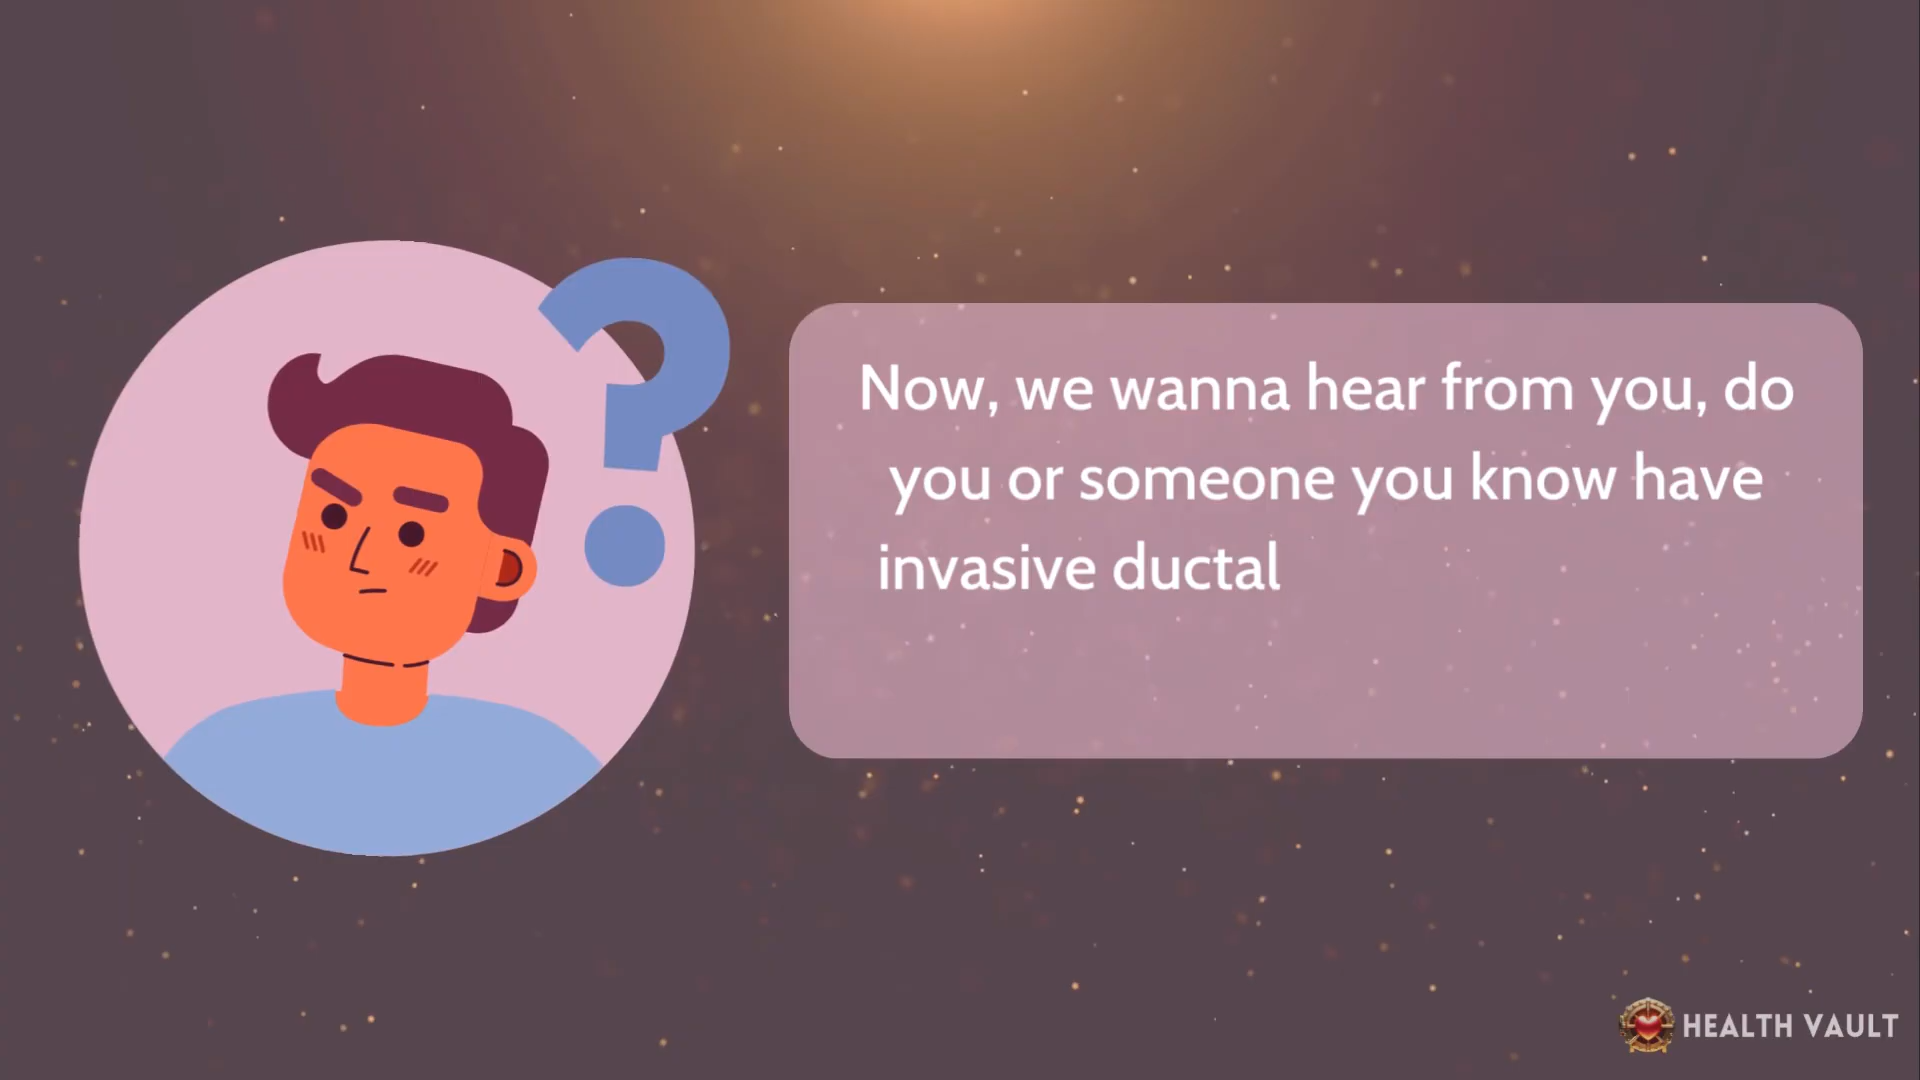 Now, we wanna hear from you, do
you or someone you know have
invasive ductal
HEALTH VAULT